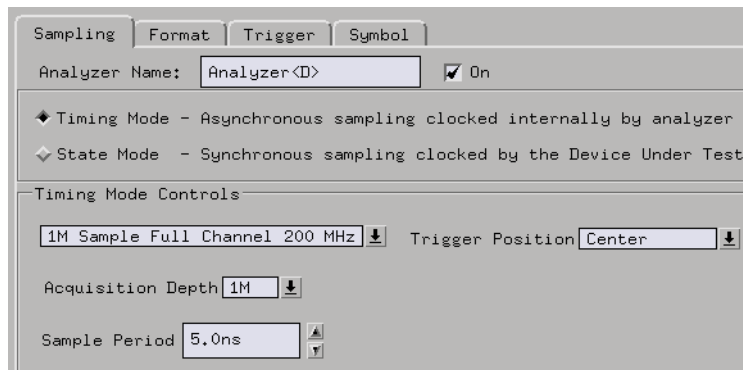 Sampling Format Trigger Symbol
Analyzer Name: Analyzer<D> On
Timing Mode - Asynchronous sampling clocked internally by analyzer
State Mode - Synchronous sampling clocked by the Device Under Test
Timing Mode Controls
1M Sample Full Channel 200 MHz Trigger Position Center
Acquisition Depth 1M
Sample Period 5.0ns